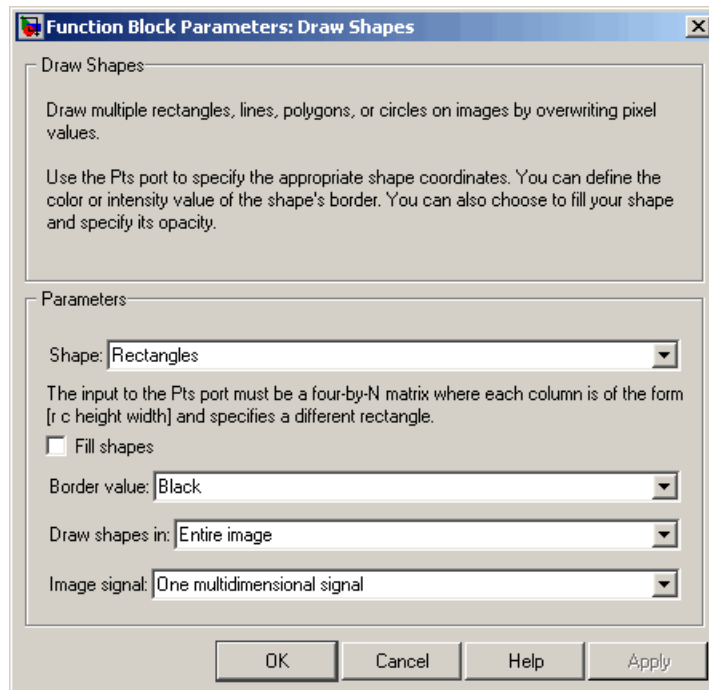 Function Block Parameters: Draw Shapes
Draw Shapes
Draw multiple rectangles, lines, polygons, or circles on images by overwriting pixel
values.
Use the Pts port to specify the appropriate shape coordinates. You can define the
color or intensity value of the shape's border. You can also choose to fill your shape
and specify its opacity.
Parameters
Shape: Rectangles
The input to the Pts port must be a four-by-N matrix where each column is of the form
[r c height width] and specifies a different rectangle.
Fill shapes
Border value: Black
Draw shapes in: Entire image
Image signal: One multidimensional signal
OK Cancel Help Apply